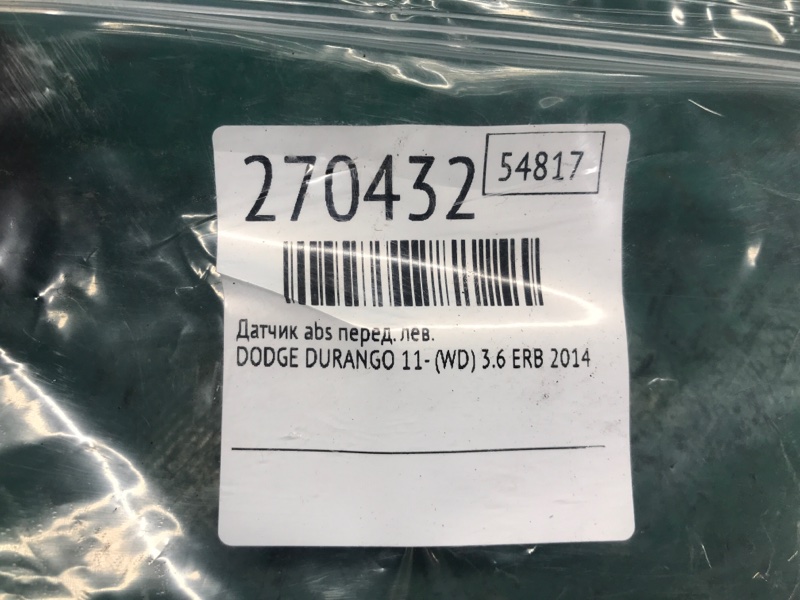 270432
54817
Датчик abs перед. лев.
DODGE DURANGO 11- (WD) 3.6 ERB 2014